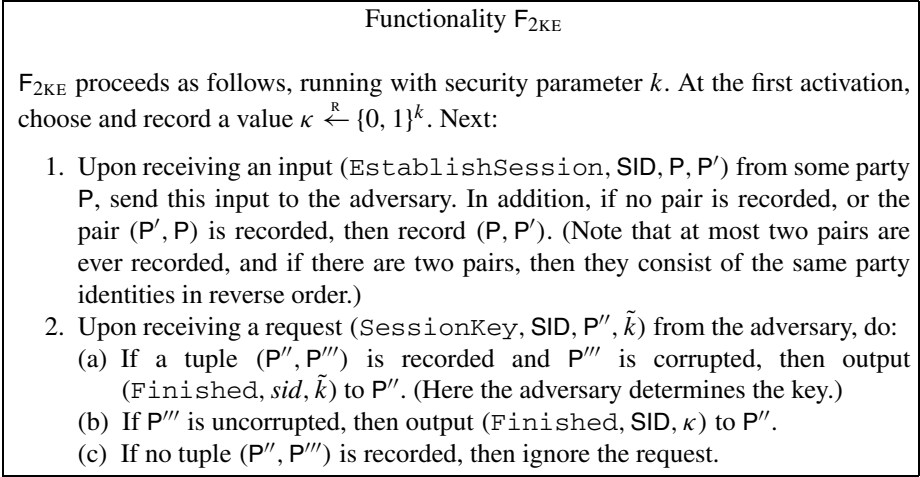 Functionality F₂KE
F₂KE proceeds as follows, running with security parameter k. At the first activation,
choose and record a value κ ←ᴿ {0, 1}ᵏ. Next:
1. Upon receiving an input (EstablishSession, SID, P, P′) from some party
P, send this input to the adversary. In addition, if no pair is recorded, or the
pair (P′, P) is recorded, then record (P, P′). (Note that at most two pairs are
ever recorded, and if there are two pairs, then they consist of the same party
identities in reverse order.)
2. Upon receiving a request (SessionKey, SID, P″, k̃) from the adversary, do:
(a) If a tuple (P″, P‴) is recorded and P‴ is corrupted, then output
(Finished, sid, k̃) to P″. (Here the adversary determines the key.)
(b) If P‴ is uncorrupted, then output (Finished, SID, κ) to P″.
(c) If no tuple (P″, P‴) is recorded, then ignore the request.